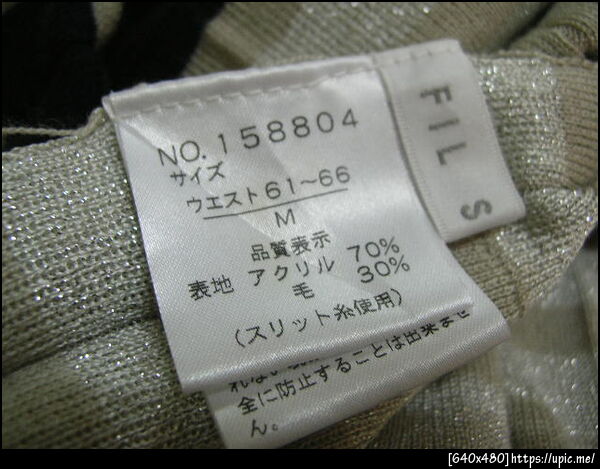 NO.158804
サイズ
ウエスト61～66
M
品質表示
表地 アクリル 70%
毛 30%
(スリット糸使用)
全に防止することは出来ませ
ん。
FIL S
[640x480]https://upic.me/